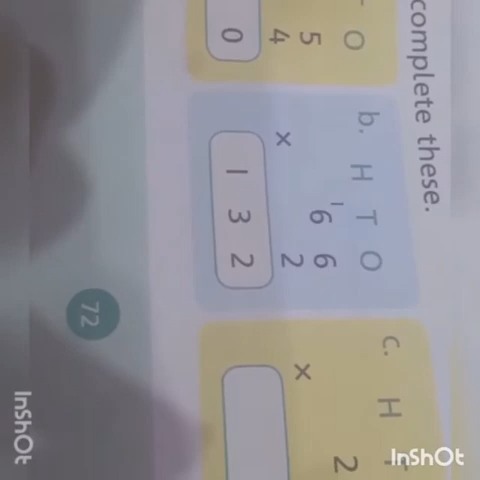 complete these.
O
5
4
0
b. H T O
1
6 6
× 2
1 3 2
c. H T
2
×
72
InShOt
InShOt